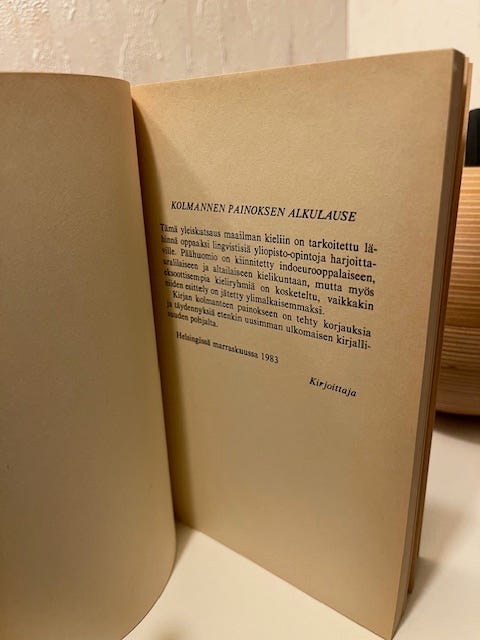 KOLMANNEN PAINOKSEN ALKULAUSE
Tämä yleiskatsaus maailman kieliin on tarkoitettu lä-
hinnä oppaaksi lingvistisiä yliopisto-opintoja harjoitta-
ville. Päähuomio on kiinnitetty indoeurooppalaiseen,
uralilaiseen ja altailaiseen kielikuntaan, mutta myös
eksoottisempia kieliryhmiä on kosketeltu, vaikkakin
niiden esittely on jätetty ylimalkaisemmaksi.
Kirjan kolmanteen painokseen on tehty korjauksia
ja täydennyksiä etenkin uusimman ulkomaisen kirjalli-
suuden pohjalta.
Helsingissä marraskuussa 1983
Kirjoittaja